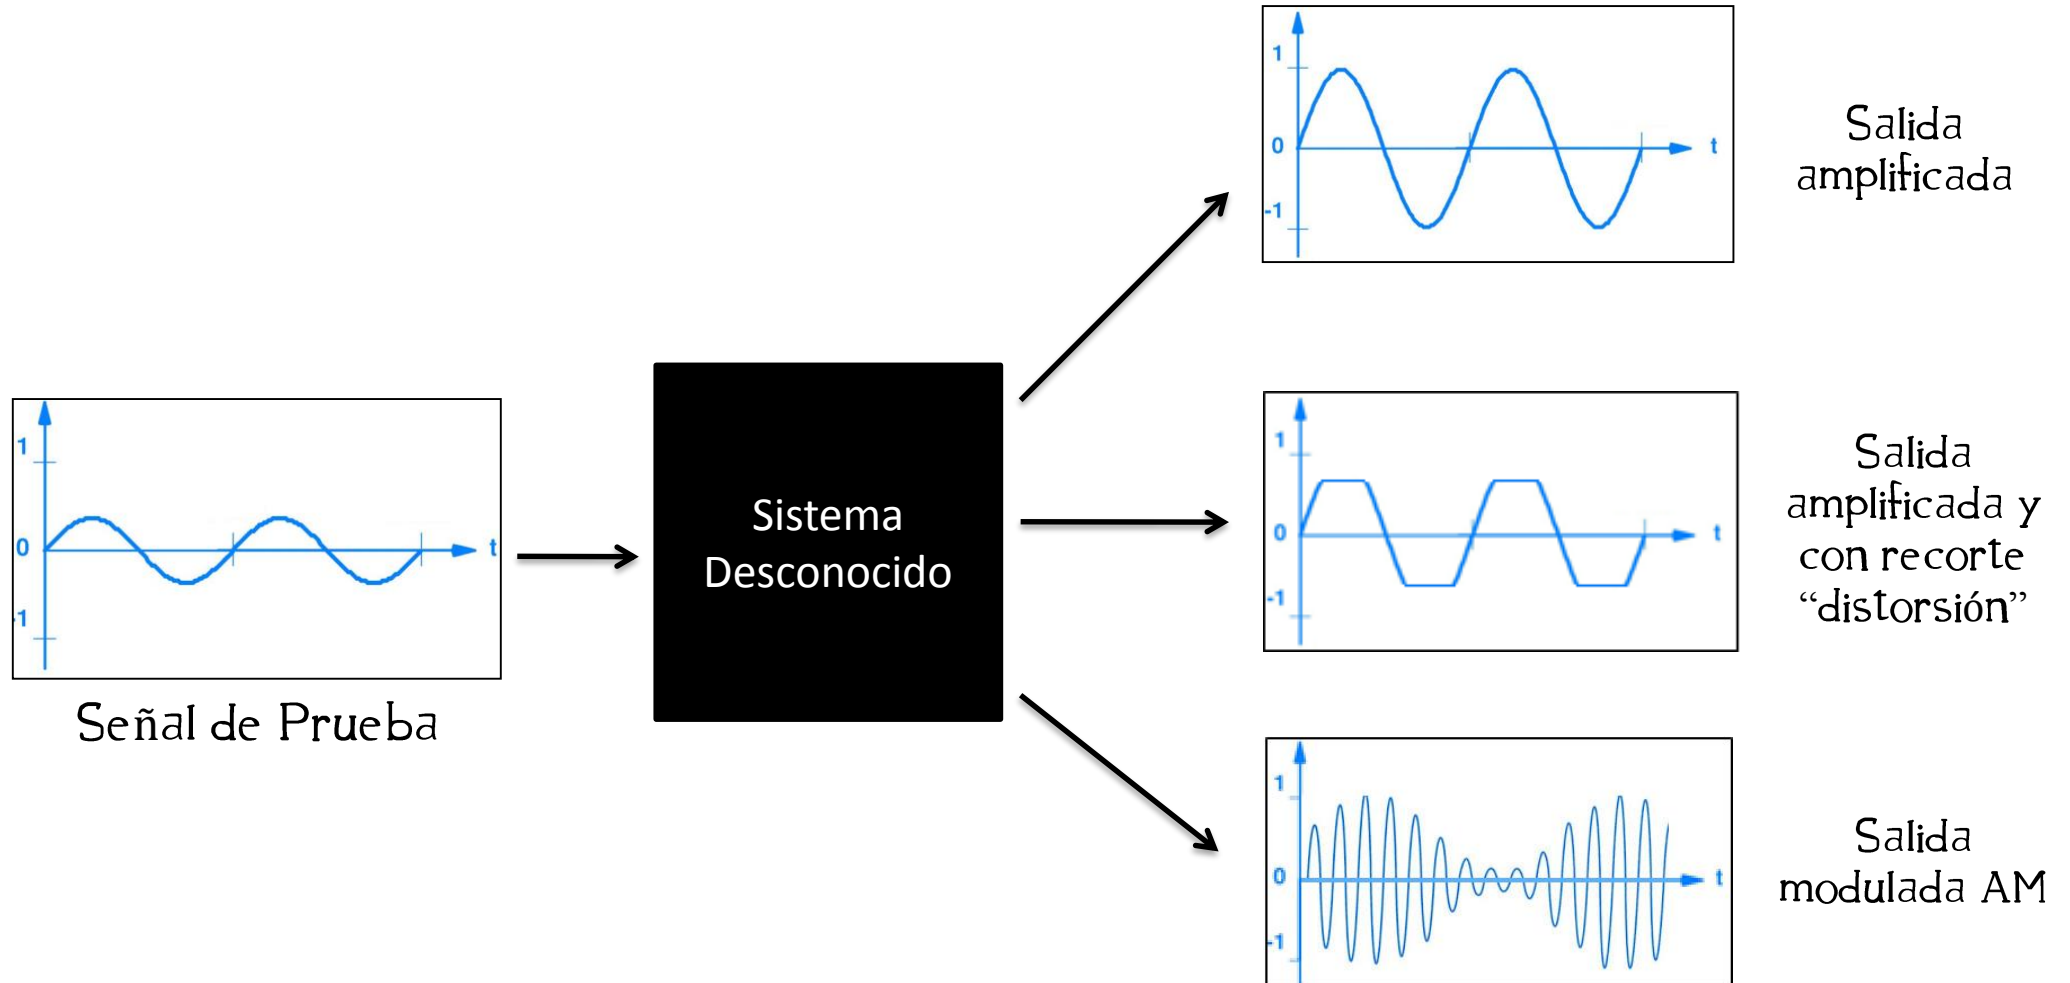 1
0
-1
t
Salida
amplificada
1
0
1
t
Señal de Prueba
Sistema
Desconocido
1
0
-1
t
Salida
amplificada y
con recorte
“distorsión”
1
0
-1
t
Salida
modulada AM